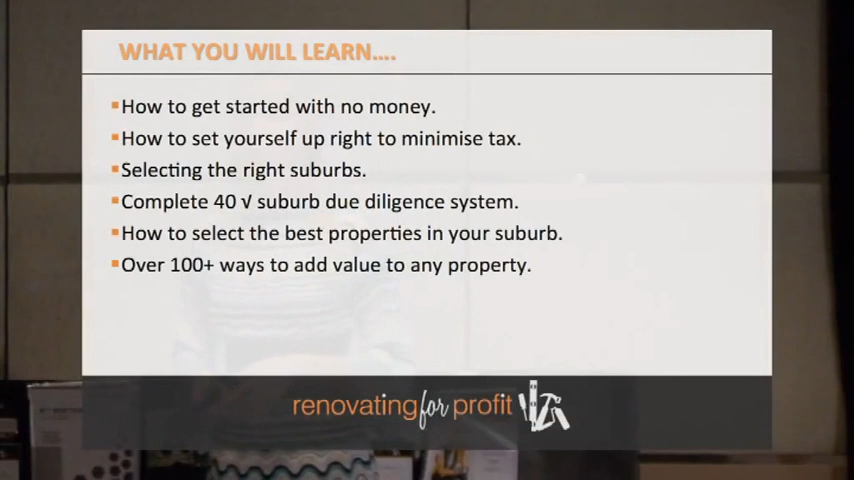 WHAT YOU WILL LEARN....
▪How to get started with no money.
▪How to set yourself up right to minimise tax.
▪Selecting the right suburbs.
▪Complete 40 √ suburb due diligence system.
▪How to select the best properties in your suburb.
▪Over 100+ ways to add value to any property.
renovating for profit